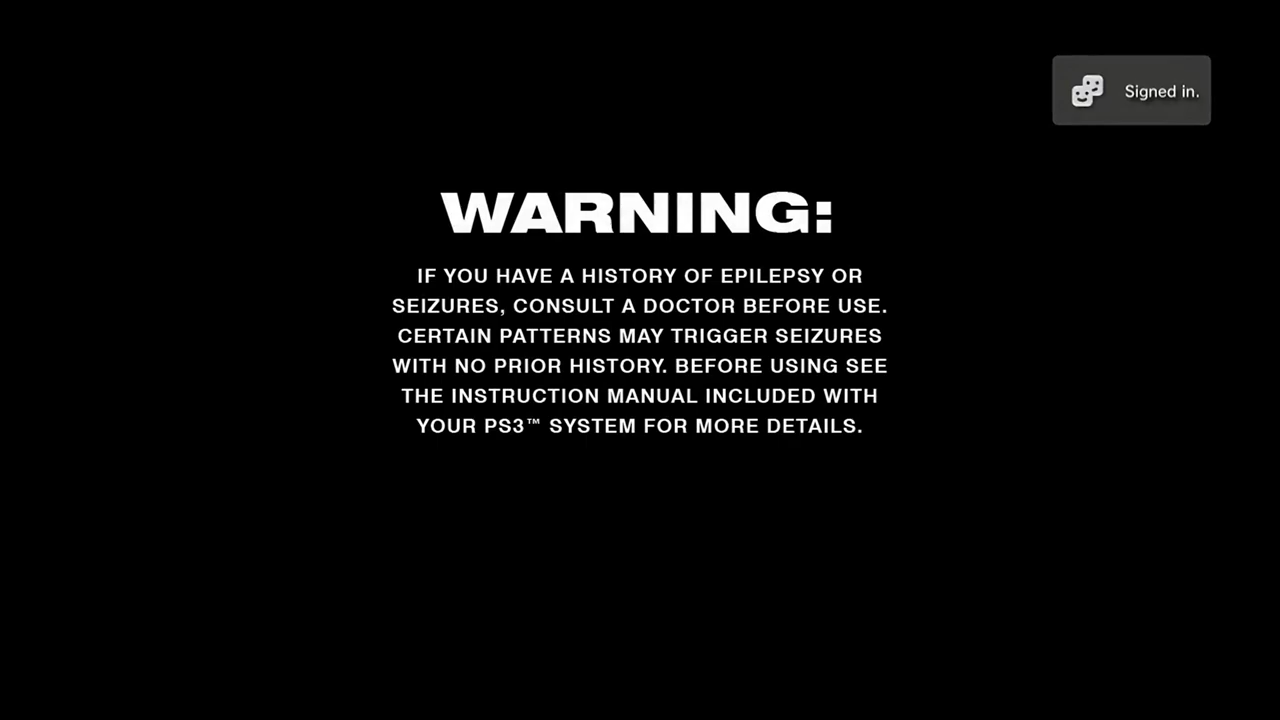 Signed in.
WARNING:
IF YOU HAVE A HISTORY OF EPILEPSY OR
SEIZURES, CONSULT A DOCTOR BEFORE USE.
CERTAIN PATTERNS MAY TRIGGER SEIZURES
WITH NO PRIOR HISTORY. BEFORE USING SEE
THE INSTRUCTION MANUAL INCLUDED WITH
YOUR PS3™ SYSTEM FOR MORE DETAILS.